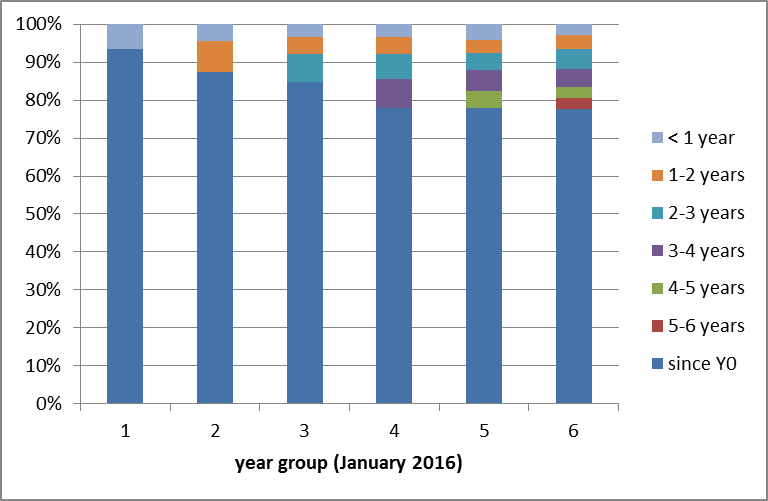 100%
90%
80%
70%
60%
50%
40%
30%
20%
10%
0%
1 2 3 4 5 6
year group (January 2016)
< 1 year
1-2 years
2-3 years
3-4 years
4-5 years
5-6 years
since Y0